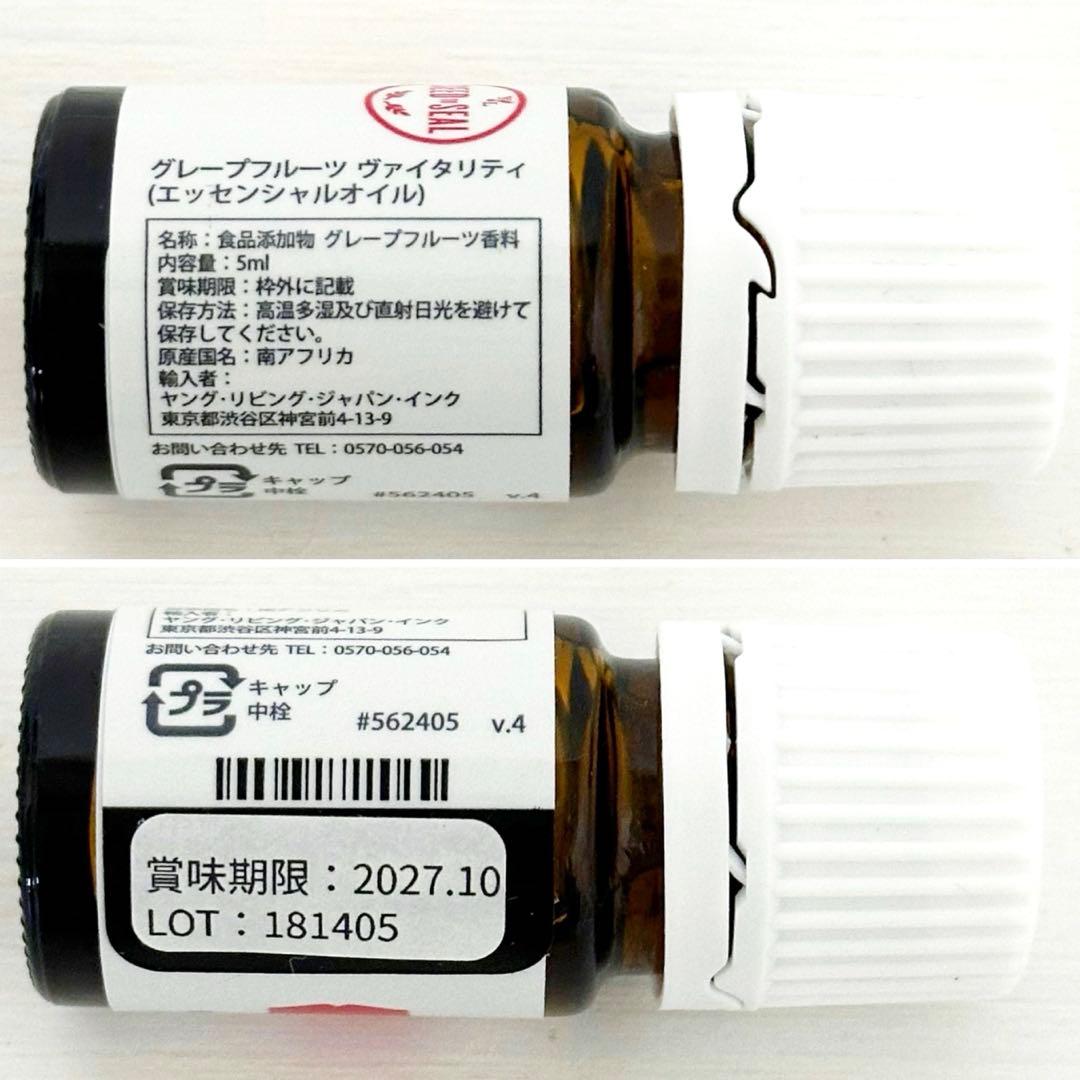 SEED TO SEAL
YL
グレープフルーツ ヴァイタリティ
(エッセンシャルオイル)
名称：食品添加物 グレープフルーツ香料
内容量：5ml
賞味期限：枠外に記載
保存方法：高温多湿及び直射日光を避けて
保存してください。
原産国名：南アフリカ
輸入者：
ヤング・リビング・ジャパン・インク
東京都渋谷区神宮前4-13-9
お問い合わせ先 TEL：0570-056-054
プラ
キャップ
中栓
#562405 v.4
輸入者：
ヤング・リビング・ジャパン・インク
東京都渋谷区神宮前4-13-9
お問い合わせ先 TEL：0570-056-054
プラ
キャップ
中栓
#562405 v.4
賞味期限：2027.10
LOT：181405